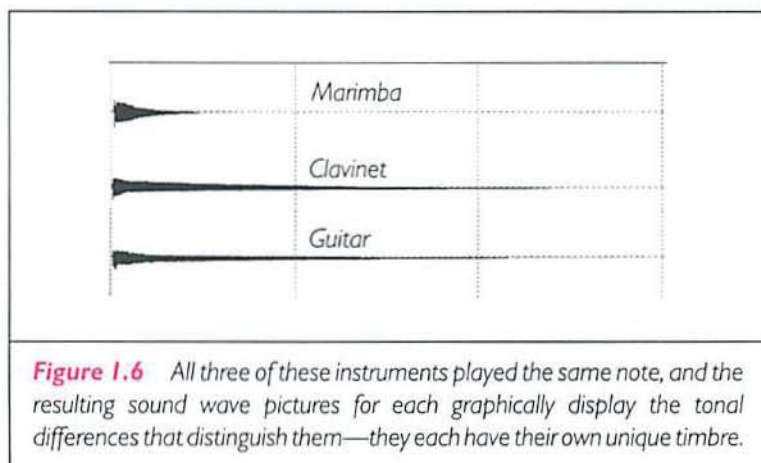 Marimba
Clavinet
Guitar
Figure 1.6 All three of these instruments played the same note, and the
resulting sound wave pictures for each graphically display the tonal
differences that distinguish them—they each have their own unique timbre.